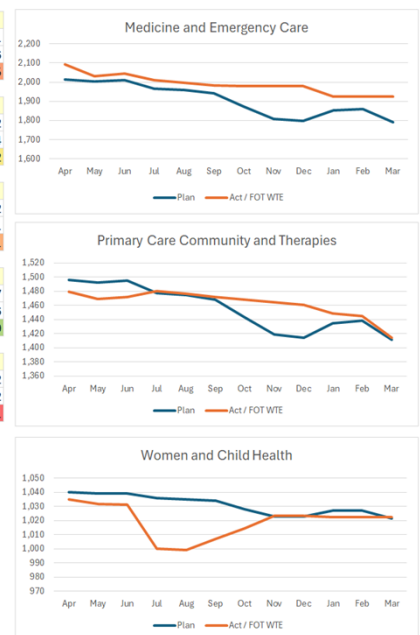 Medicine and Emergency Care
2,200
2,100
2,000
1,900
1,800
1,700
1,600
Apr May Jun Jul Aug Sep Oct Nov Dec Jan Feb Mar
Plan Act / FOT WTE
Primary Care Community and Therapies
1,520
1,500
1,480
1,460
1,440
1,420
1,400
1,380
1,360
Apr May Jun Jul Aug Sep Oct Nov Dec Jan Feb Mar
Plan Act / FOT WTE
Women and Child Health
1,050
1,040
1,030
1,020
1,010
1,000
990
980
970
Apr May Jun Jul Aug Sep Oct Nov Dec Jan Feb Mar
Plan Act / FOT WTE